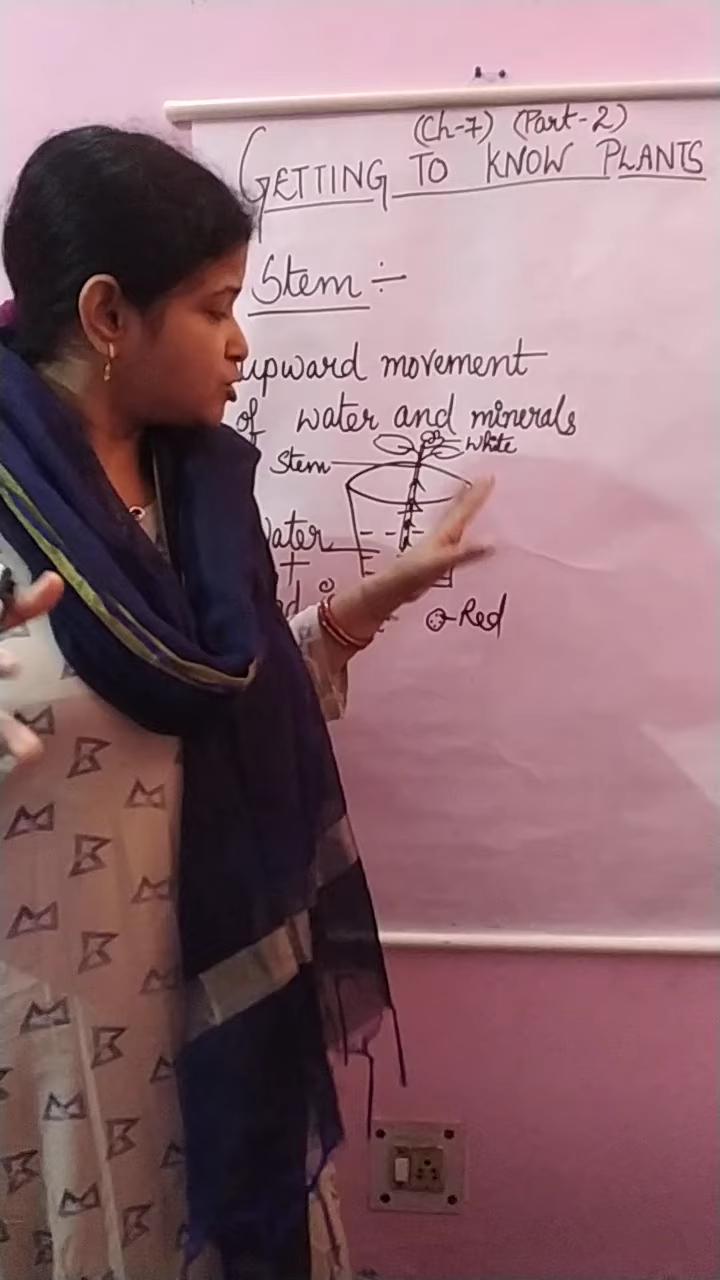 (Ch-7) (Part-2)
GETTING TO KNOW PLANTS
Stem ÷
upward movement
of water and minerals
White
Stem
water
+
Red